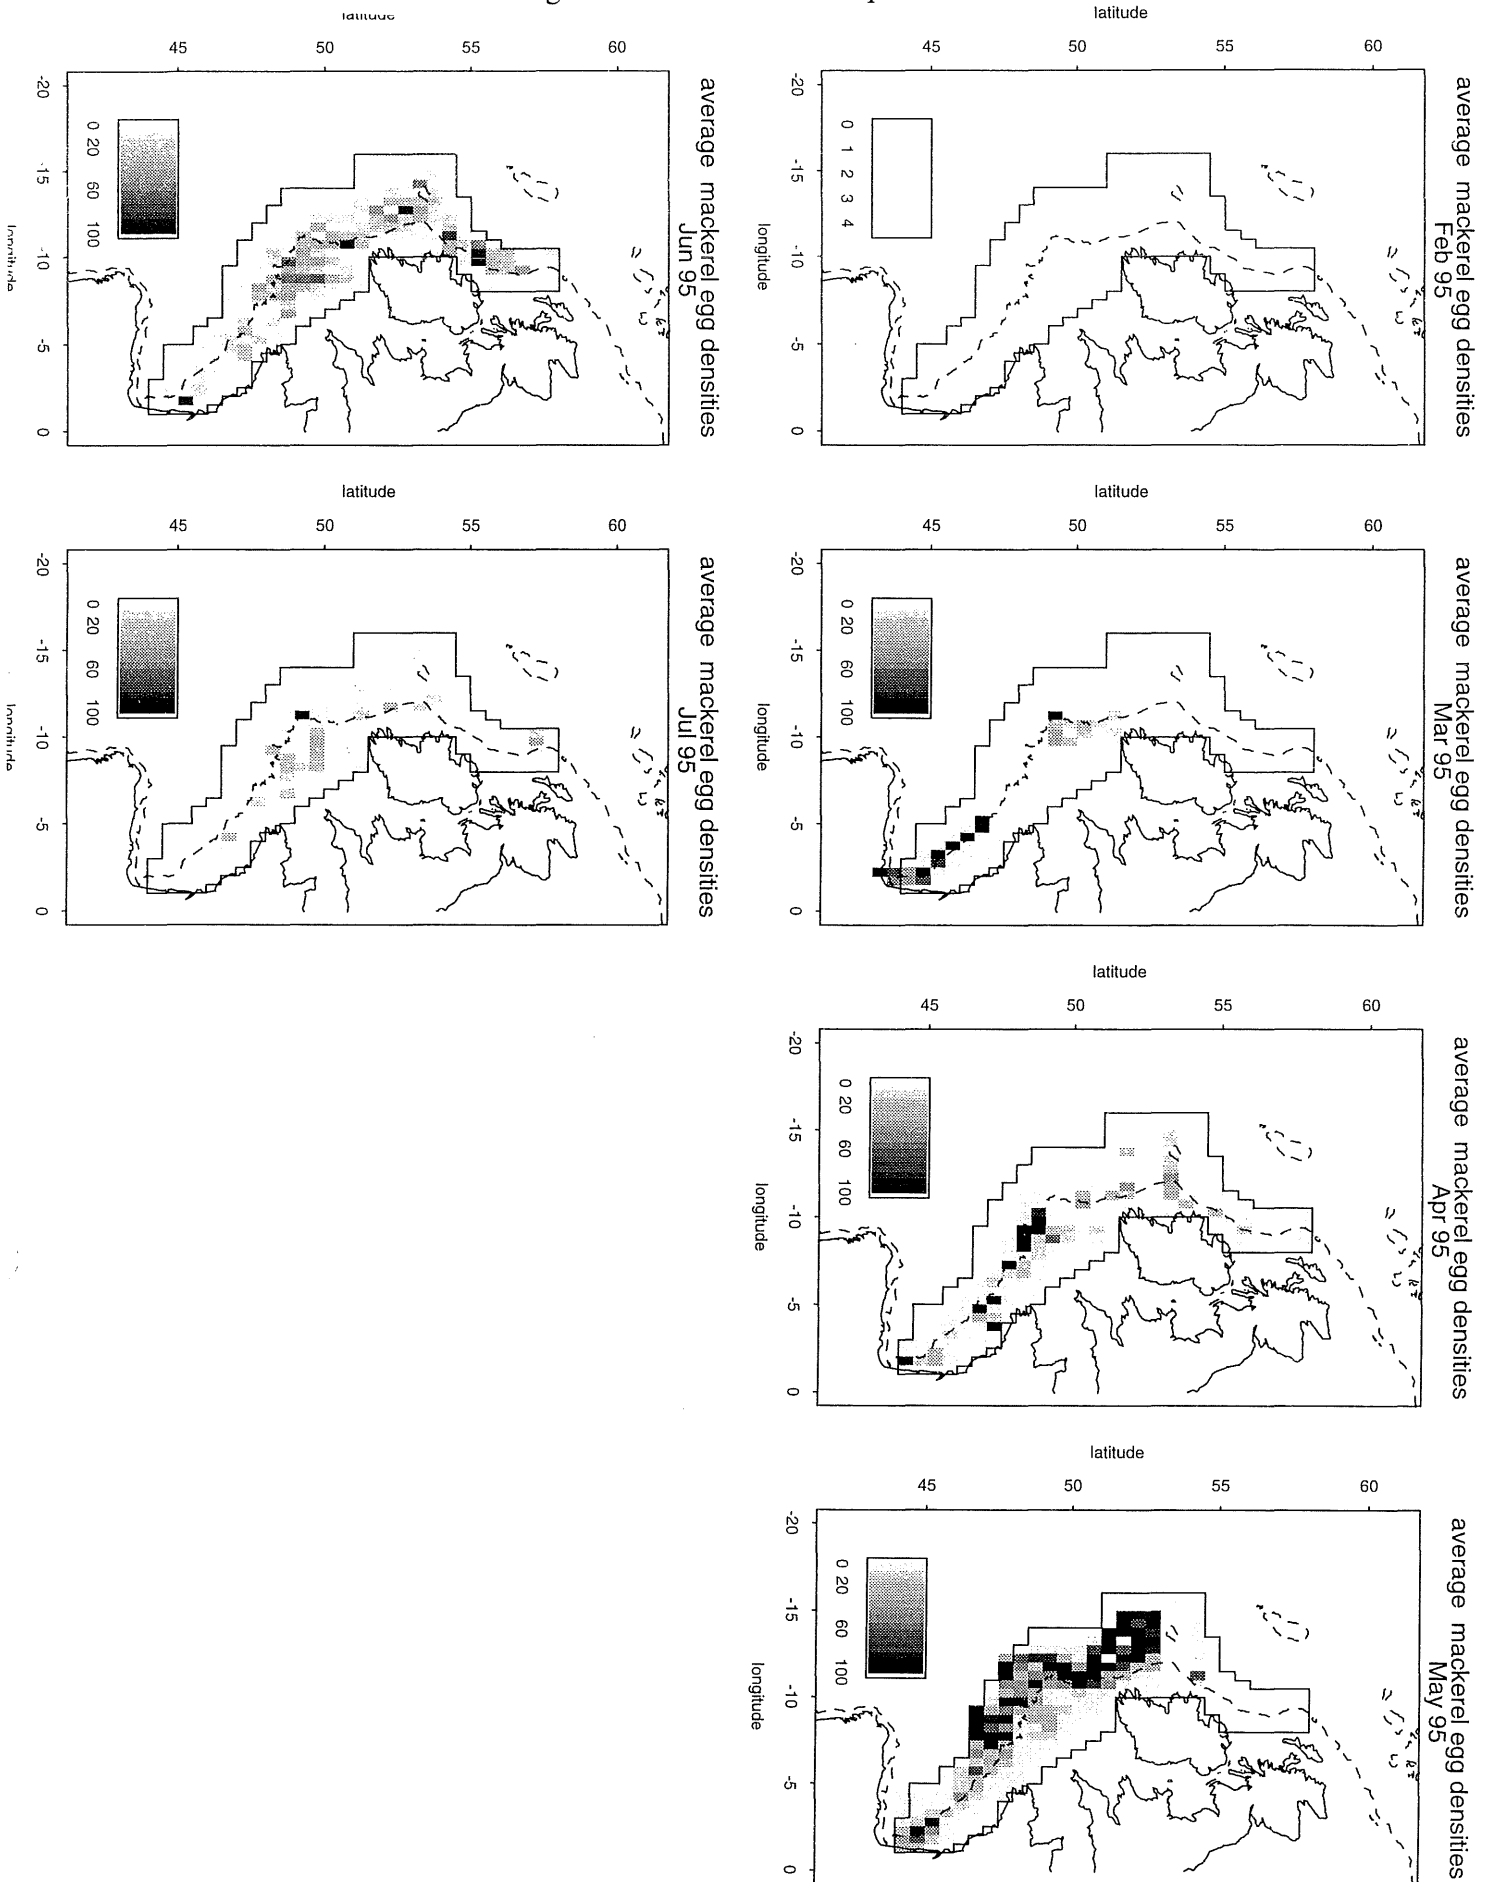 average mackerel egg densities
Feb 95
latitude
45 50 55 60
0 1 2 3 4
-20 -15 -10 -5 0
longitude
average mackerel egg densities
Mar 95
latitude
45 50 55 60
0 20 60 100
-20 -15 -10 -5 0
longitude
average mackerel egg densities
Apr 95
latitude
45 50 55 60
0 20 60 100
-20 -15 -10 -5 0
longitude
average mackerel egg densities
May 95
latitude
45 50 55 60
0 20 60 100
-20 -15 -10 -5 0
longitude
average mackerel egg densities
Jun 95
45 50 55 60
0 20 60 100
-20 -15 -10 -5 0
average mackerel egg densities
Jul 95
latitude
45 50 55 60
0 20 60 100
-20 -15 -10 -5 0